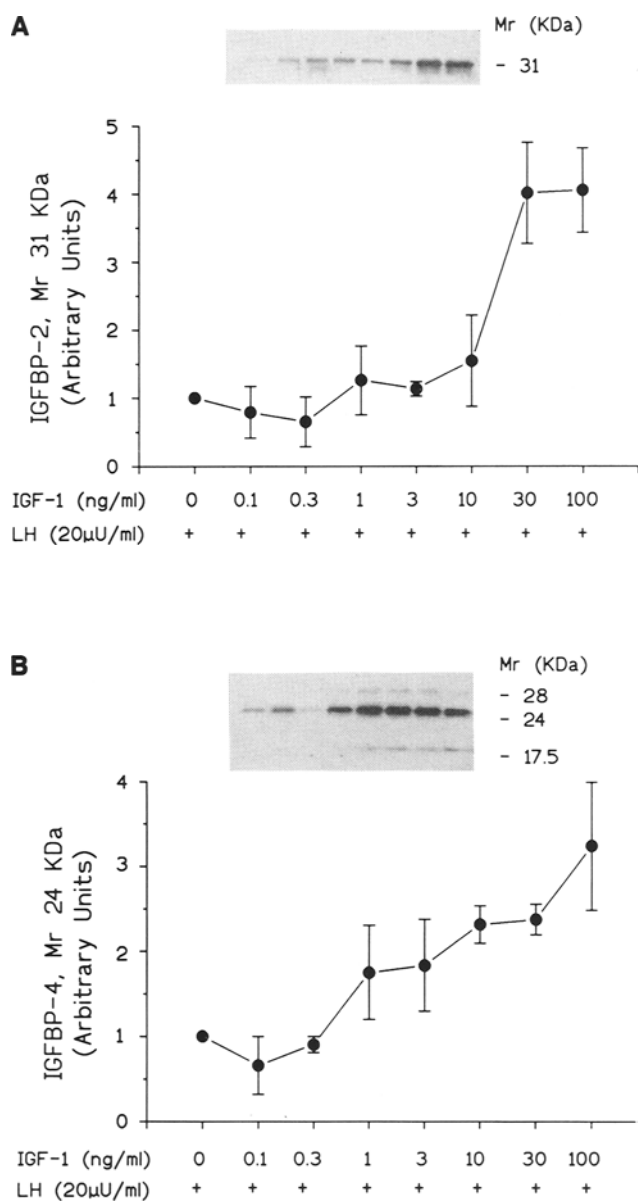 A
Mr (KDa)
- 31
IGFBP-2, Mr 31 KDa
(Arbitrary Units)
5
4
3
2
1
0
IGF-1 (ng/ml) 0 0.1 0.3 1 3 10 30 100
LH (20μU/ml) + + + + + + + +
B
Mr (KDa)
- 28
- 24
- 17.5
IGFBP-4, Mr 24 KDa
(Arbitrary Units)
4
3
2
1
0
IGF-1 (ng/ml) 0 0.1 0.3 1 3 10 30 100
LH (20μU/ml) + + + + + + + +